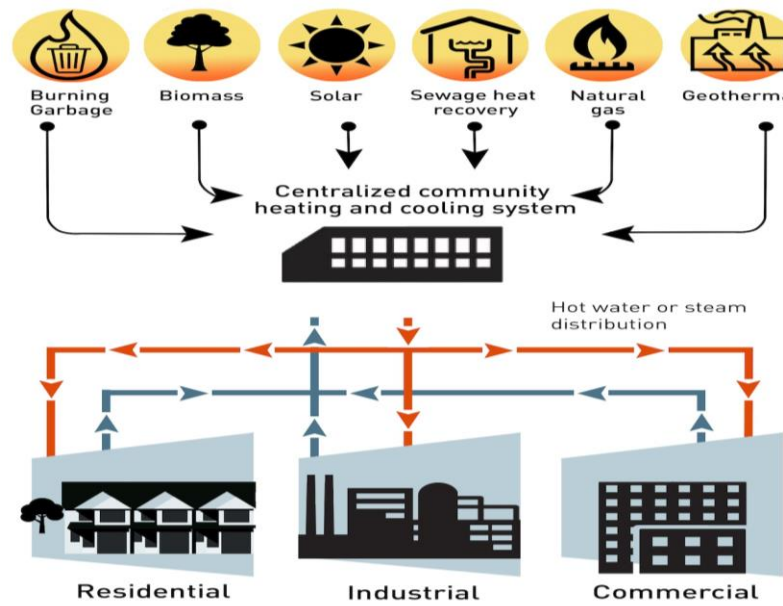 Burning
Garbage
Biomass
Solar
Sewage heat
recovery
Natural
gas
Geotherma
Centralized community
heating and cooling system
Hot water or steam
distribution
Residential
Industrial
Commercial